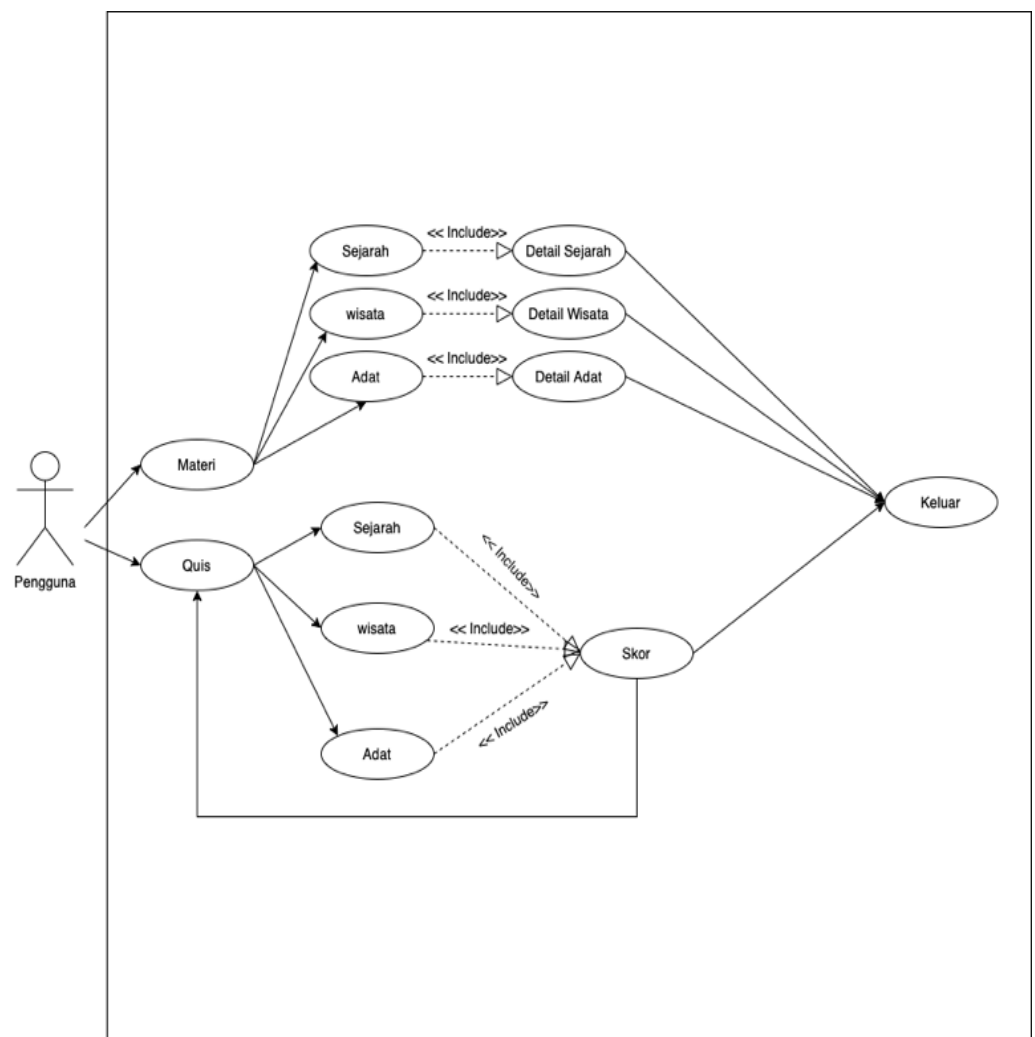 << Include>>
Sejarah
Detail Sejarah
<< Include>>
wisata
Detail Wisata
<< Include>>
Adat
Detail Adat
Materi
Keluar
Sejarah
<< Include>>
Quis
Pengguna
wisata
<< Include>>
Skor
<< Include>>
Adat